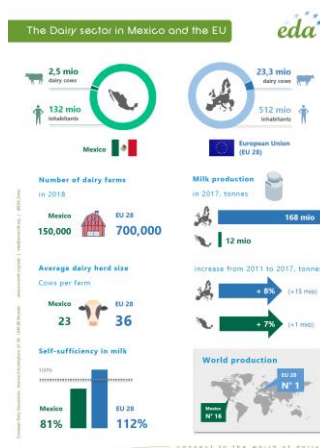 The Dairy sector in Mexico and the EU
eda
2,5 mio
dairy cows
132 mio
inhabitants
Mexico
23,3 mio
dairy cows
512 mio
inhabitants
European Union
(EU 28)
Number of dairy farms
in 2018
Mexico
150,000
EU 28
700,000
Milk production
in 2017, tonnes
168 mio
12 mio
Average dairy herd size
Cows per farm
Mexico
23
EU 28
36
increase from 2011 to 2017, tonnes
+ 8%
(+15 mio)
+ 7%
(+1 mio)
Self-sufficiency in milk
100%
Mexico
81%
EU 28
112%
World production
EU 28
N° 1
Mexico
N° 16